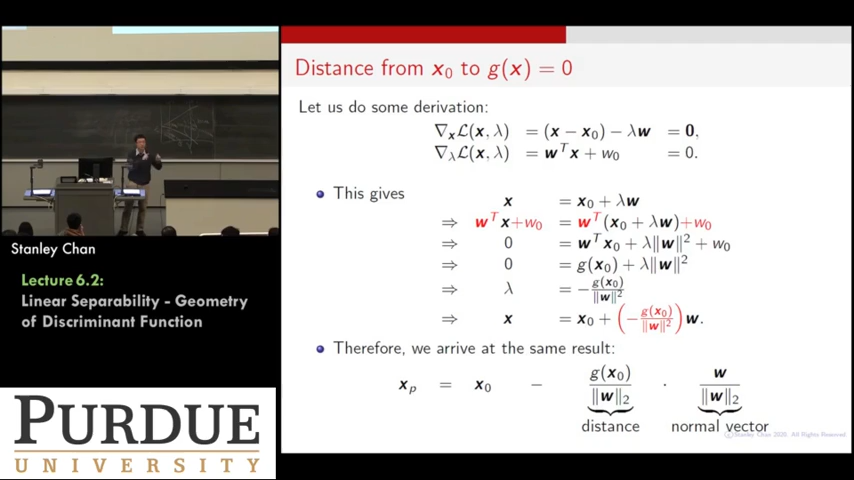 Distance from x₀ to g(x) = 0
Let us do some derivation:
∇ₓℒ(x, λ) = (x − x₀) − λw = 0,
∇_λℒ(x, λ) = wᵀx + w₀ = 0.
• This gives
x = x₀ + λw
⇒ wᵀx+w₀ = wᵀ(x₀ + λw)+w₀
⇒ 0 = wᵀx₀ + λ‖w‖² + w₀
⇒ 0 = g(x₀) + λ‖w‖²
⇒ λ = −g(x₀)/‖w‖²
⇒ x = x₀ + (−g(x₀)/‖w‖²) w.
• Therefore, we arrive at the same result:
xₚ = x₀ − g(x₀)/‖w‖₂ · w/‖w‖₂
distance normal vector
©Stanley Chan 2020. All Rights Reserved
Stanley Chan
Lecture 6.2:
Linear Separability - Geometry
of Discriminant Function
PURDUE
UNIVERSITY